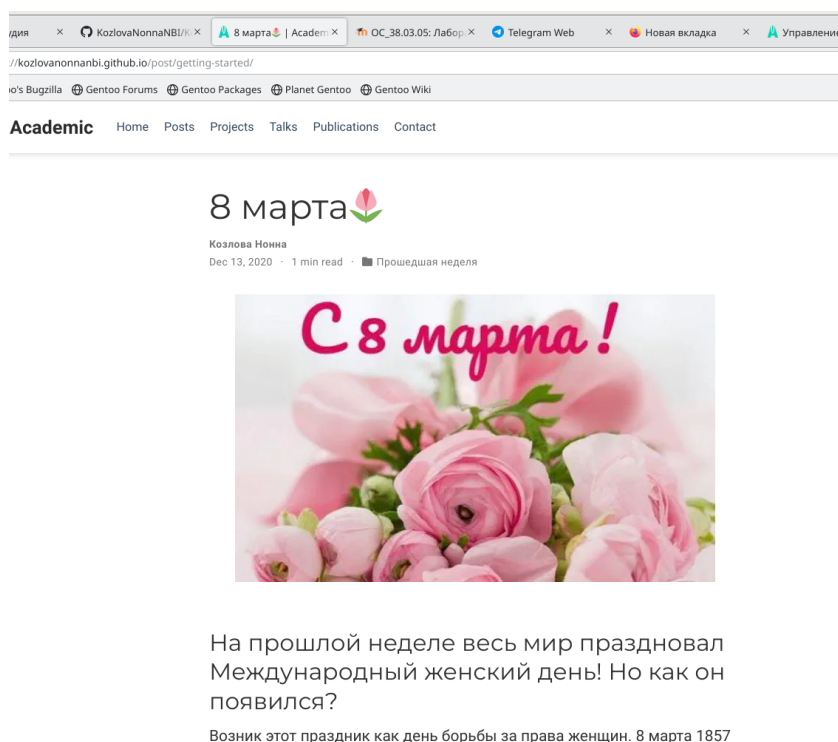 удия × KozlovaNonnaNBI/K × 8 марта🌷 | Academ × ОС_38.03.05: Лабор × Telegram Web × Новая вкладка × Управление
://kozlovanonnanbi.github.io/post/getting-started/
oo's Bugzilla Gentoo Forums Gentoo Packages Planet Gentoo Gentoo Wiki
Academic Home Posts Projects Talks Publications Contact
8 марта🌷
Козлова Нонна
Dec 13, 2020 · 1 min read · Прошедшая неделя
С 8 марта!
На прошлой неделе весь мир праздновал
Международный женский день! Но как он
появился?
Возник этот праздник как день борьбы за права женщин. 8 марта 1857